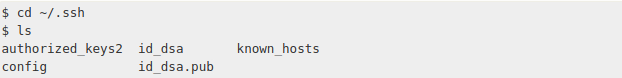 $ cd ~/.ssh
$ ls
authorized_keys2  id_dsa       known_hosts
config            id_dsa.pub